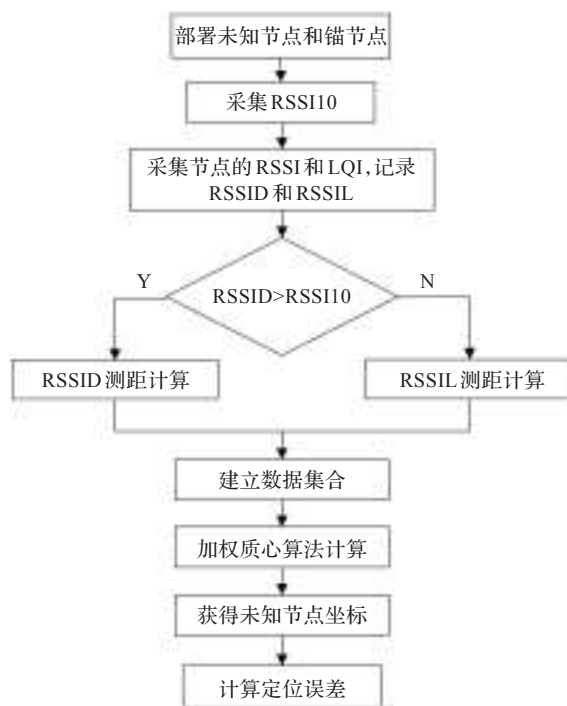 部署未知节点和锚节点
采集RSSI10
采集节点的RSSI和LQI,记录
RSSID和RSSIL
RSSID>RSSI10
Y
N
RSSID测距计算
RSSIL测距计算
建立数据集合
加权质心算法计算
获得未知节点坐标
计算定位误差